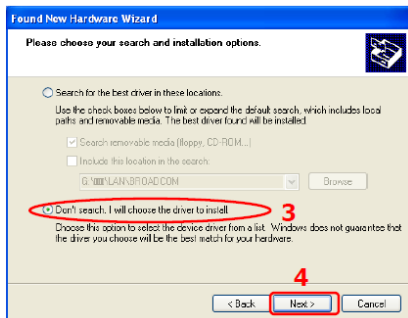 Found New Hardware Wizard
Please choose your search and installation options.
Search for the best driver in these locations.
Use the check boxes below to limit or expand the default search, which includes local
paths and removable media. The best driver found will be installed.
Search removable media (floppy, CD-ROM...)
Include this location in the search:
\LAN\BROADCOM
Browse
Don't search. I will choose the driver to install.
3
Choose this option to select the device driver from a list. Windows does not guarantee that
the driver you choose will be the best match for your hardware.
4
< Back
Next >
Cancel